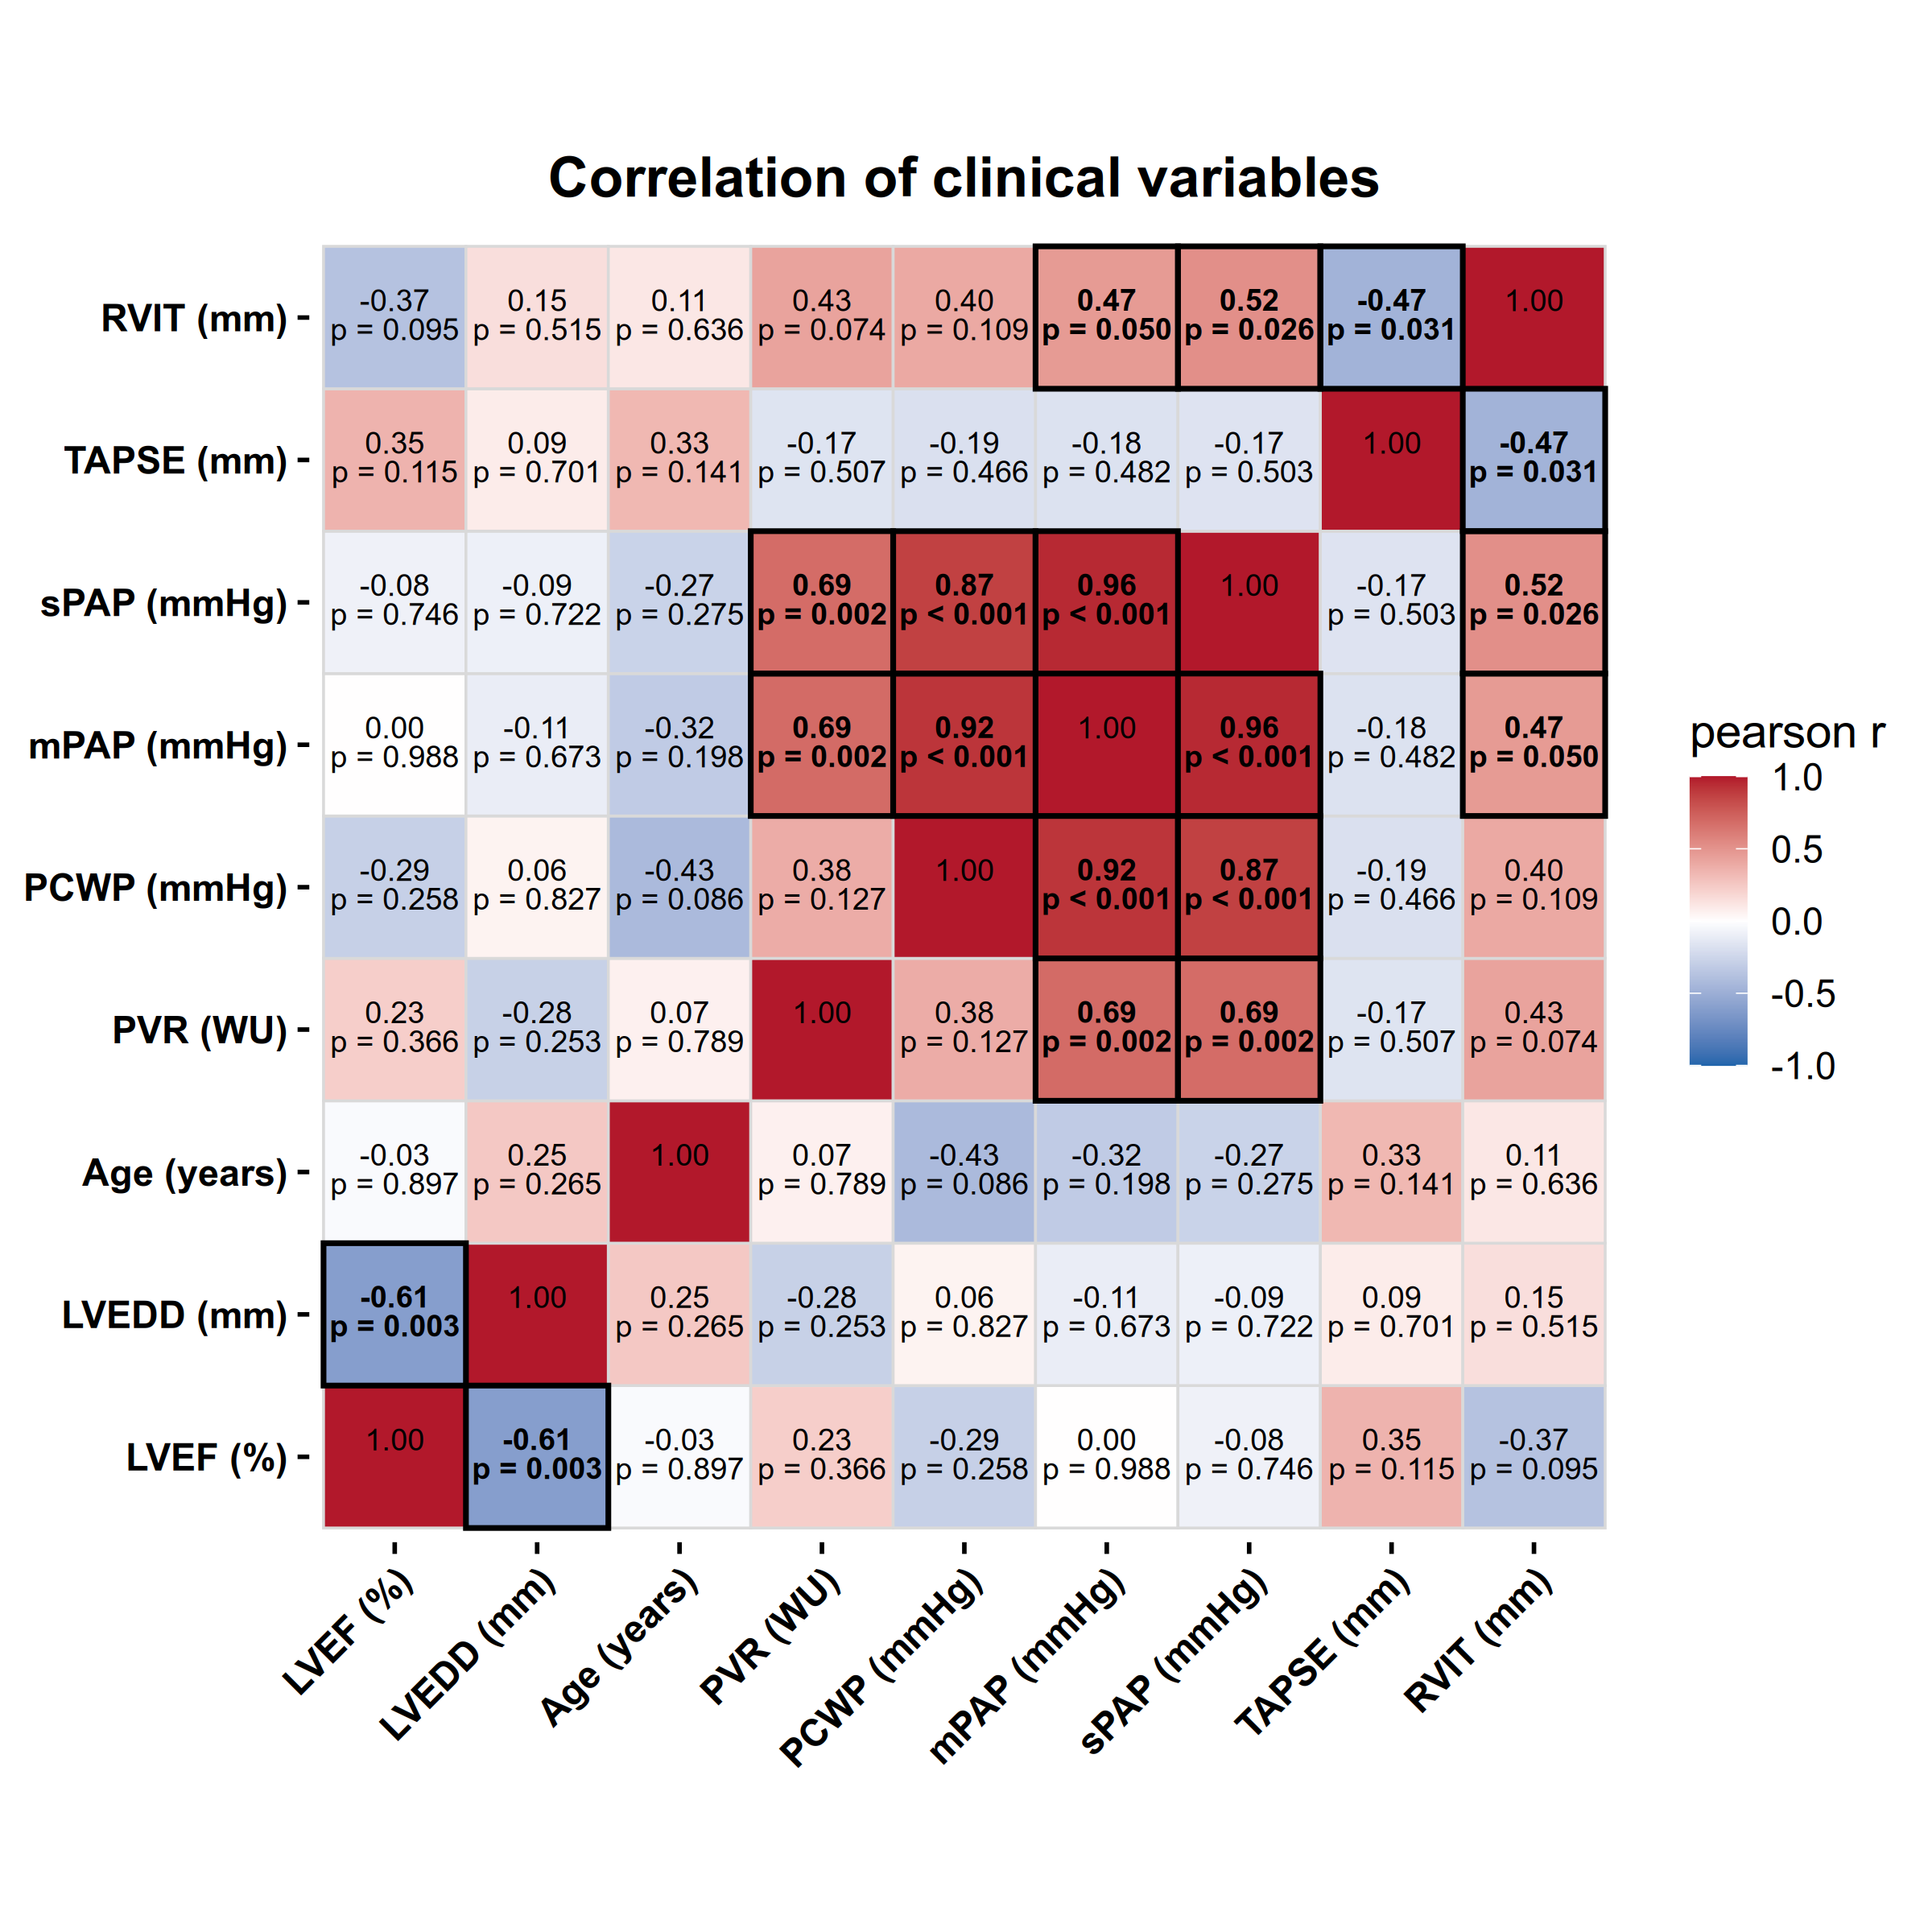 Correlation of clinical variables
RVIT (mm)
-0.37 0.15 0.11 0.43 0.40 0.47 0.52 -0.47 1.00
p = 0.095 p = 0.515 p = 0.636 p = 0.074 p = 0.109 p = 0.050 p = 0.026 p = 0.031
TAPSE (mm)
0.35 0.09 0.33 -0.17 -0.19 -0.18 -0.17 1.00 -0.47
p = 0.115 p = 0.701 p = 0.141 p = 0.507 p = 0.466 p = 0.482 p = 0.503 p = 0.031
sPAP (mmHg)
-0.08 -0.09 -0.27 0.69 0.87 0.96 1.00 -0.17 0.52
p = 0.746 p = 0.722 p = 0.275 p = 0.002 p < 0.001 p < 0.001 p = 0.503 p = 0.026
mPAP (mmHg)
0.00 -0.11 -0.32 0.69 0.92 1.00 0.96 -0.18 0.47
p = 0.988 p = 0.673 p = 0.198 p = 0.002 p < 0.001 p < 0.001 p = 0.482 p = 0.050
PCWP (mmHg)
-0.29 0.06 -0.43 0.38 1.00 0.92 0.87 -0.19 0.40
p = 0.258 p = 0.827 p = 0.086 p = 0.127 p < 0.001 p < 0.001 p = 0.466 p = 0.109
PVR (WU)
0.23 -0.28 0.07 1.00 0.38 0.69 0.69 -0.17 0.43
p = 0.366 p = 0.253 p = 0.789 p = 0.127 p = 0.002 p = 0.002 p = 0.507 p = 0.074
Age (years)
-0.03 0.25 1.00 0.07 -0.43 -0.32 -0.27 0.33 0.11
p = 0.897 p = 0.265 p = 0.789 p = 0.086 p = 0.198 p = 0.275 p = 0.141 p = 0.636
LVEDD (mm)
-0.61 1.00 0.25 -0.28 0.06 -0.11 -0.09 0.09 0.15
p = 0.003 p = 0.265 p = 0.253 p = 0.827 p = 0.673 p = 0.722 p = 0.701 p = 0.515
LVEF (%)
1.00 -0.61 -0.03 0.23 -0.29 0.00 -0.08 0.35 -0.37
p = 0.003 p = 0.897 p = 0.366 p = 0.258 p = 0.988 p = 0.746 p = 0.115 p = 0.095
LVEF (%)
LVEDD (mm)
Age (years)
PVR (WU)
PCWP (mmHg)
mPAP (mmHg)
sPAP (mmHg)
TAPSE (mm)
RVIT (mm)
pearson r
1.0
0.5
0.0
-0.5
-1.0